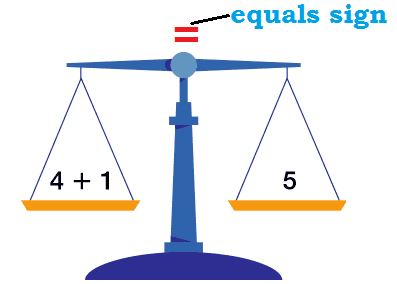 = equals sign
4 + 1 5